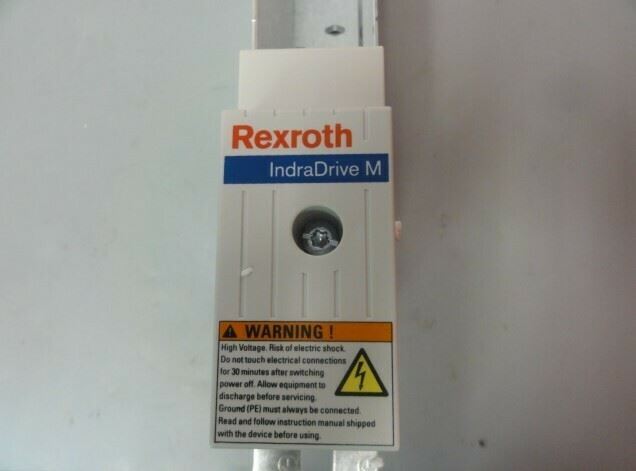 Rexroth
IndraDrive M
WARNING !
High Voltage. Risk of electric shock.
Do not touch electrical connections
for 30 minutes after switching
power off. Allow equipment to
discharge before servicing.
Ground (PE) must always be connected.
Read and follow instruction manual shipped
with the device before using.